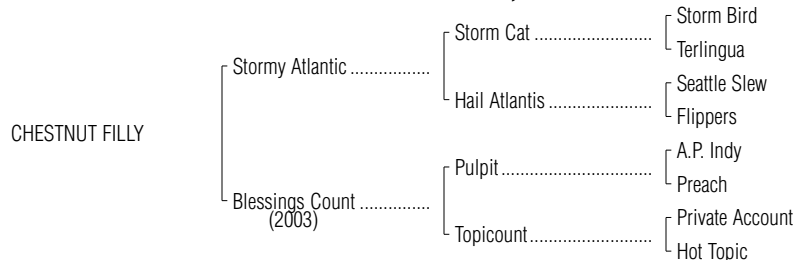 Storm Bird
Storm Cat ........................
Terlingua
Stormy Atlantic .................
Seattle Slew
Hail Atlantis .....................
Flippers
CHESTNUT FILLY
A.P. Indy
Pulpit ...............................
Preach
Blessings Count ...............
(2003)
Private Account
Topicount.........................
Hot Topic